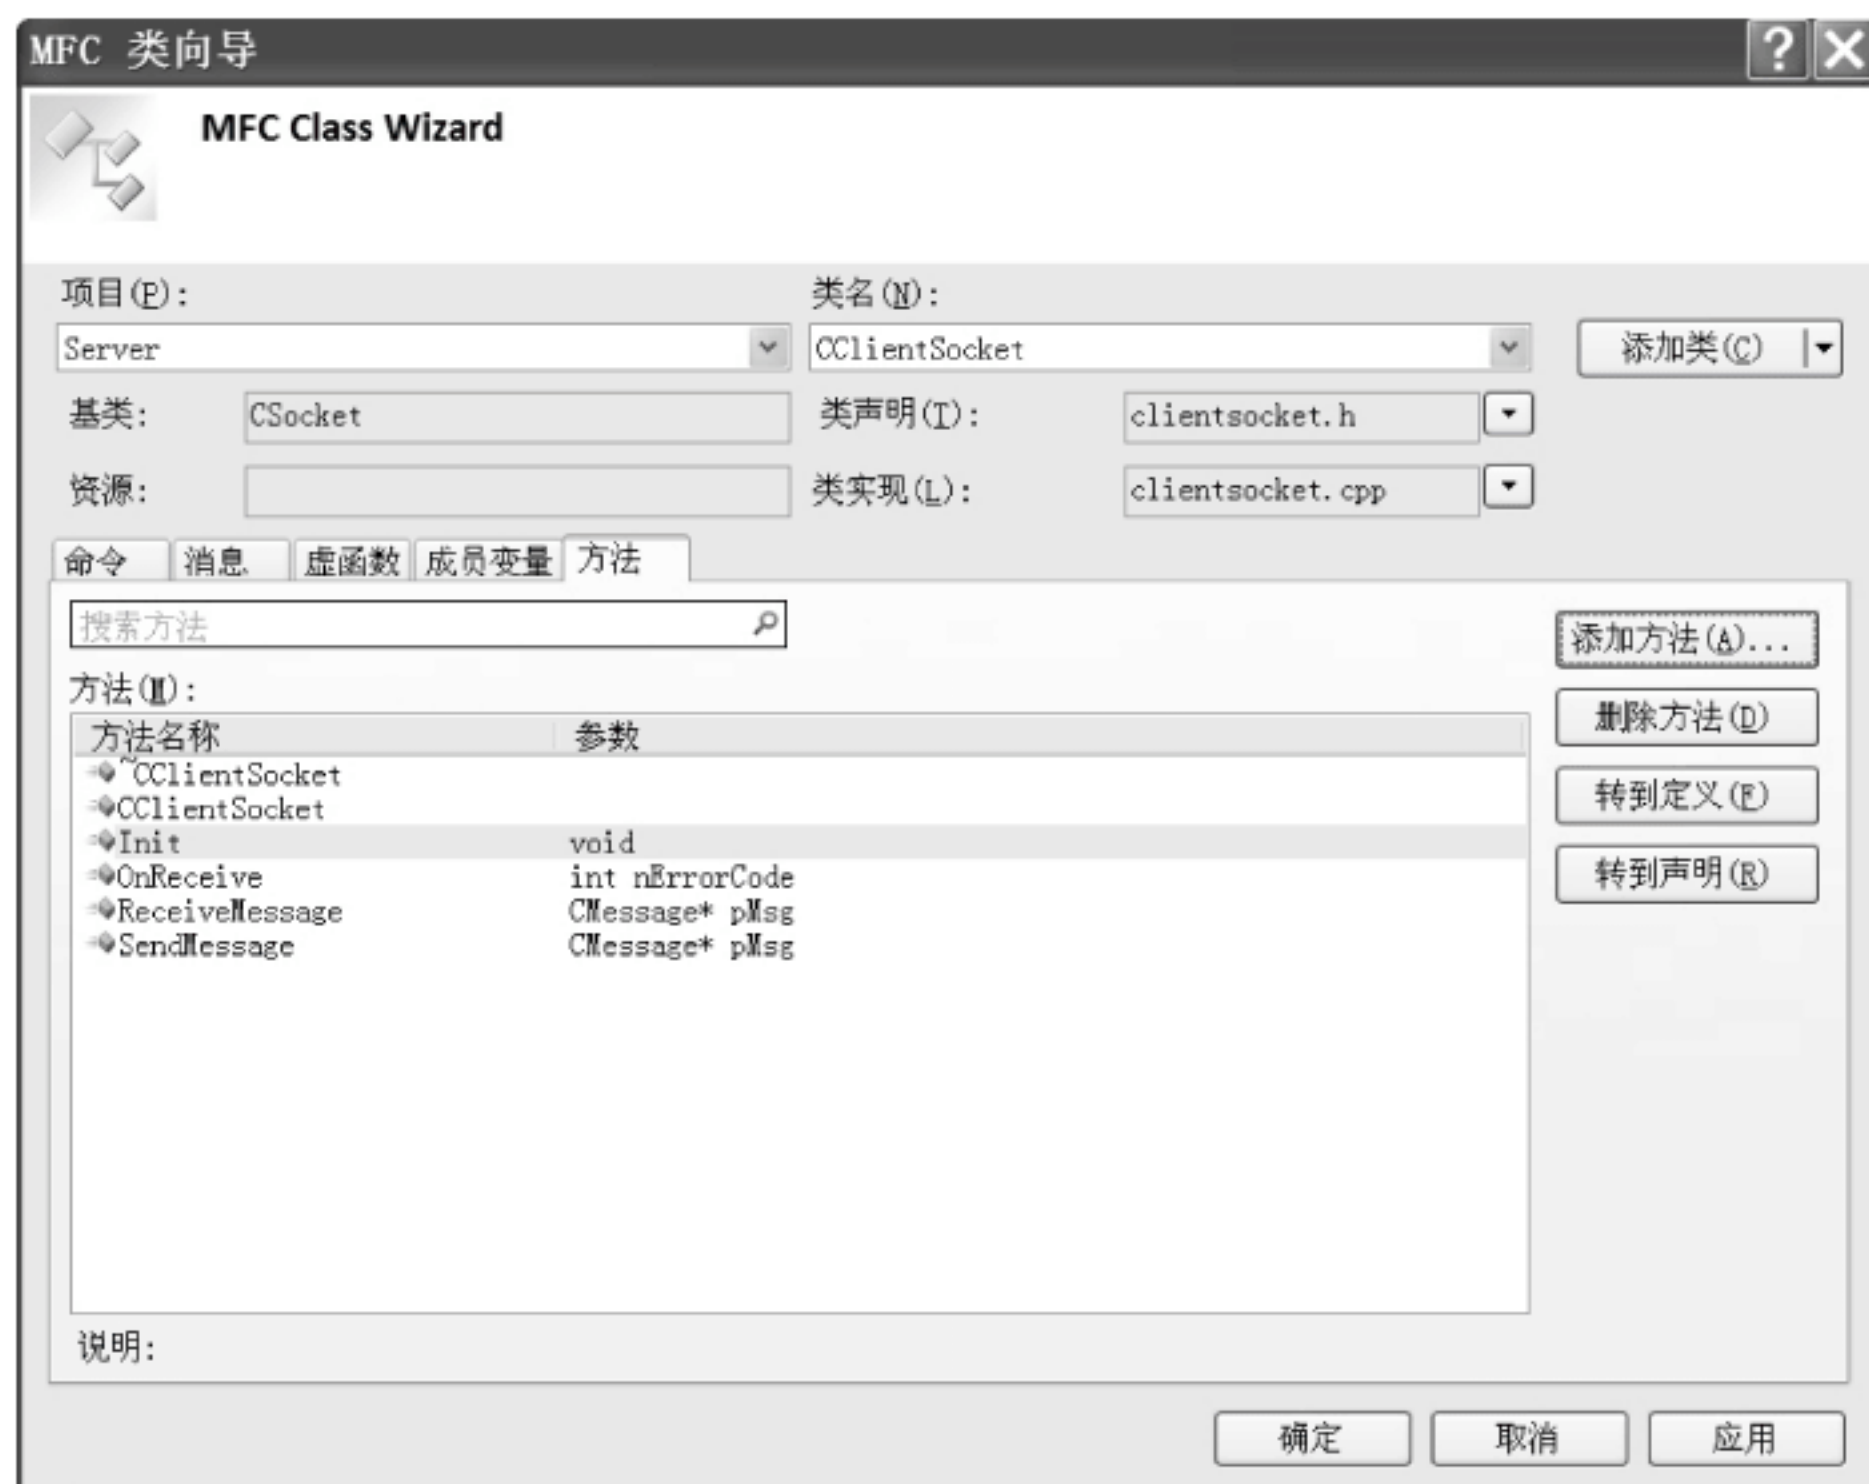 MFC 类向导
MFC Class Wizard
项目(P):
类名(N):
Server
CClientSocket
添加类(C)
基类:
CSocket
类声明(T):
clientsocket.h
资源:
类实现(L):
clientsocket.cpp
命令 消息 虚函数 成员变量 方法
搜索方法
添加方法(A)...
方法(M):
删除方法(D)
方法名称 参数
~CClientSocket
CClientSocket
转到定义(F)
Init void
OnReceive int nErrorCode
转到声明(R)
ReceiveMessage CMessage* pMsg
SendMessage CMessage* pMsg
说明:
确定 取消 应用